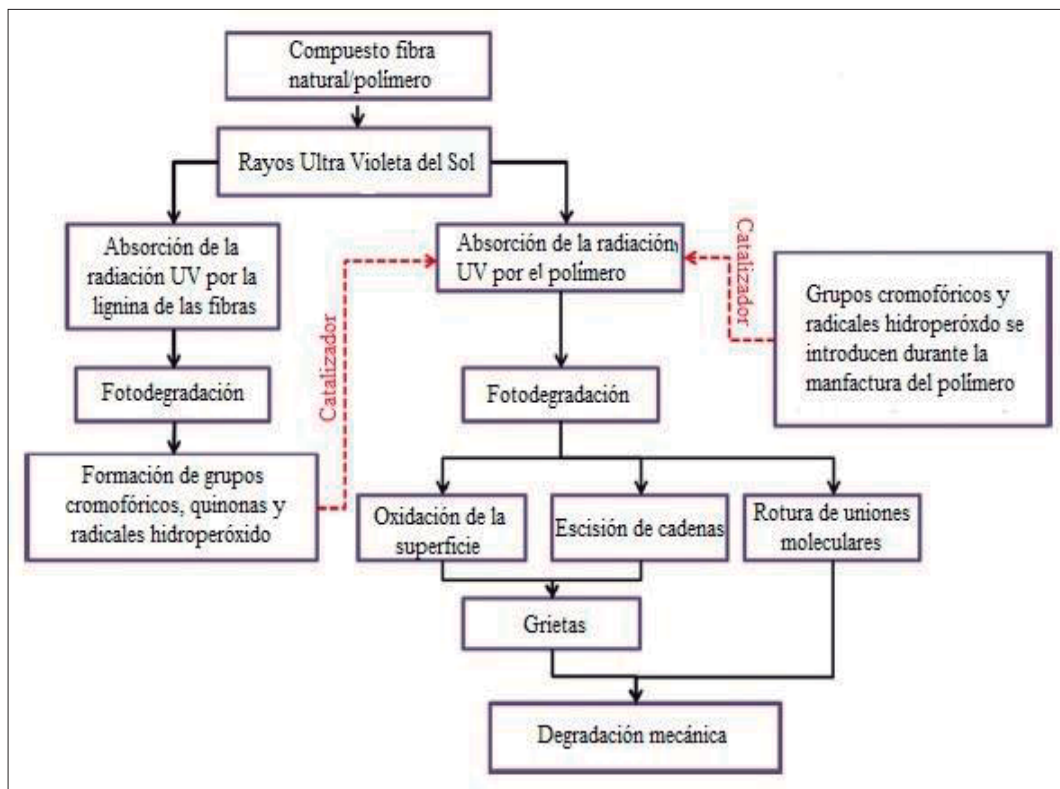 Compuesto fibra
natural/polímero
Rayos Ultra Violeta del Sol
Absorción de la
radiación UV por la
lignina de las fibras
Absorción de la radiación,
UV por el polímero
Catalizador
Catalizador
Grupos cromofóricos y
radicales hidroperóxdo se
introducen durante la
manfactura del polímero
Fotodegradación
Fotodegradación
Formación de grupos
cromofóricos, quinonas y
radicales hidroperóxido
Oxidación de la
superficie
Escisión de cadenas
Rotura de uniones
moleculares
Grietas
Degradación mecánica